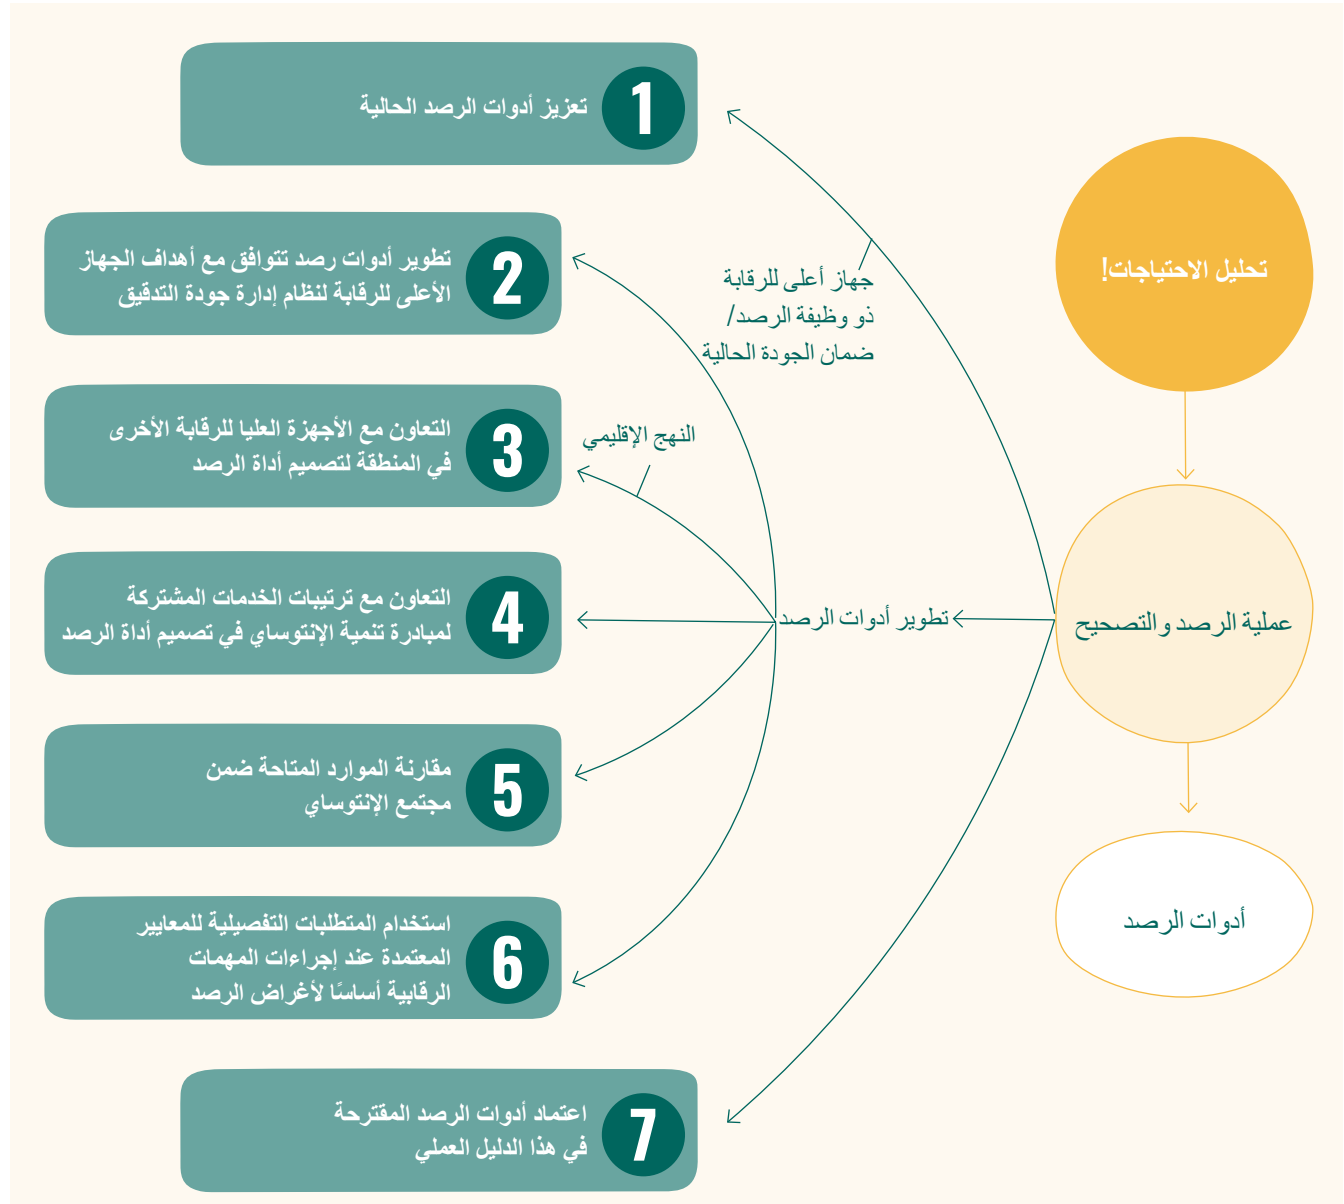 تحليل الاحتياجات!
عملية الرصد والتصحيح
أدوات الرصد
جهاز أعلى للرقابة
ذو وظيفة الرصد/
ضمان الجودة الحالية
تطوير أدوات الرصد
النهج الإقليمي
1
تعزيز أدوات الرصد الحالية
2
تطوير أدوات رصد تتوافق مع أهداف الجهاز
الأعلى للرقابة لنظام إدارة جودة التدقيق
3
التعاون مع الأجهزة العليا للرقابة الأخرى
في المنطقة لتصميم أداة الرصد
4
التعاون مع ترتيبات الخدمات المشتركة
لمبادرة تنمية الإنتوساي في تصميم أداة الرصد
5
مقارنة الموارد المتاحة ضمن
مجتمع الإنتوساي
6
استخدام المتطلبات التفصيلية للمعايير
المعتمدة عند إجراءات المهمات
الرقابية أساسًا لأغراض الرصد
7
اعتماد أدوات الرصد المقترحة
في هذا الدليل العملي